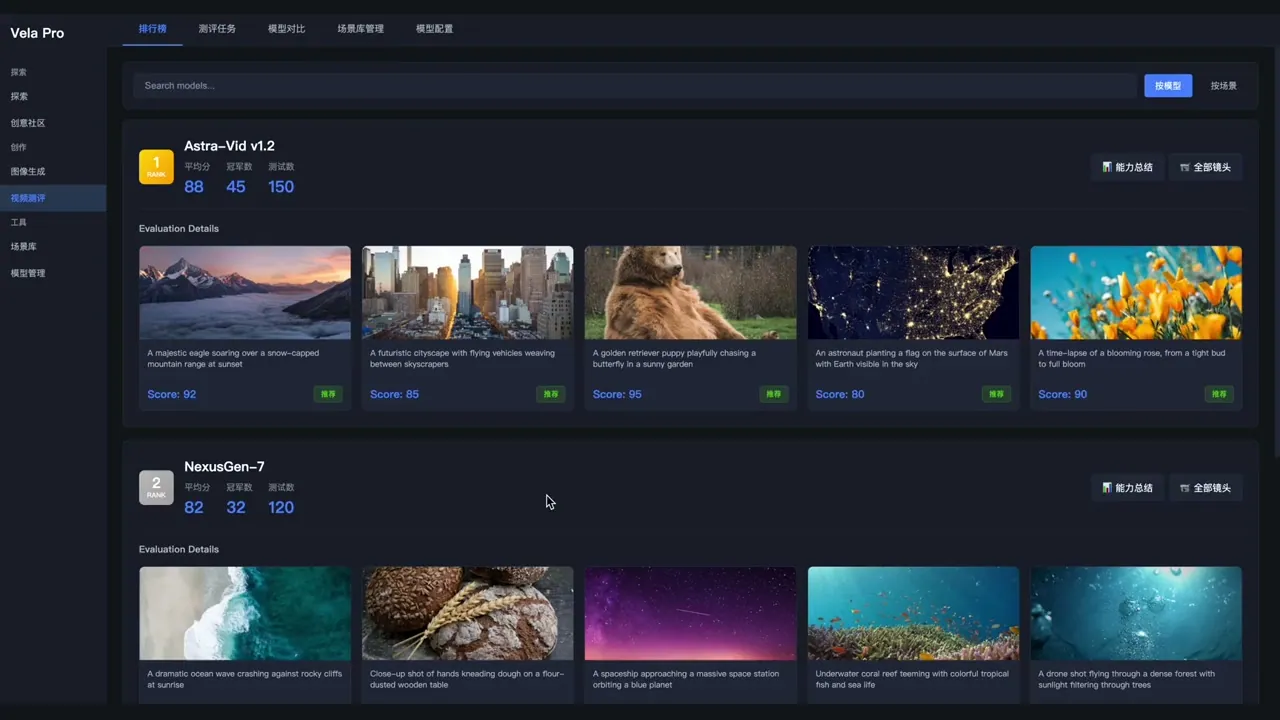 Vela Pro
排行榜
测评任务
模型对比
场景库管理
模型配置
探索
探索
创意社区
创作
图像生成
视频测评
工具
场景库
模型管理
Search models...
按模型
按场景
1
RANK
Astra-Vid v1.2
平均分
冠军数
测试数
88
45
150
能力总结
全部镜头
Evaluation Details
A majestic eagle soaring over a snow-capped
mountain range at sunset
Score: 92
推荐
A futuristic cityscape with flying vehicles weaving
between skyscrapers
Score: 85
推荐
A golden retriever puppy playfully chasing a
butterfly in a sunny garden
Score: 95
推荐
An astronaut planting a flag on the surface of Mars
with Earth visible in the sky
Score: 80
推荐
A time-lapse of a blooming rose, from a tight bud
to full bloom
Score: 90
推荐
2
RANK
NexusGen-7
平均分
冠军数
测试数
82
32
120
能力总结
全部镜头
Evaluation Details
A dramatic ocean wave crashing against rocky cliffs
at sunrise
Close-up shot of hands kneading dough on a flour-
dusted wooden table
A spaceship approaching a massive space station
orbiting a blue planet
Underwater coral reef teeming with colorful tropical
fish and sea life
A drone shot flying through a dense forest with
sunlight filtering through trees